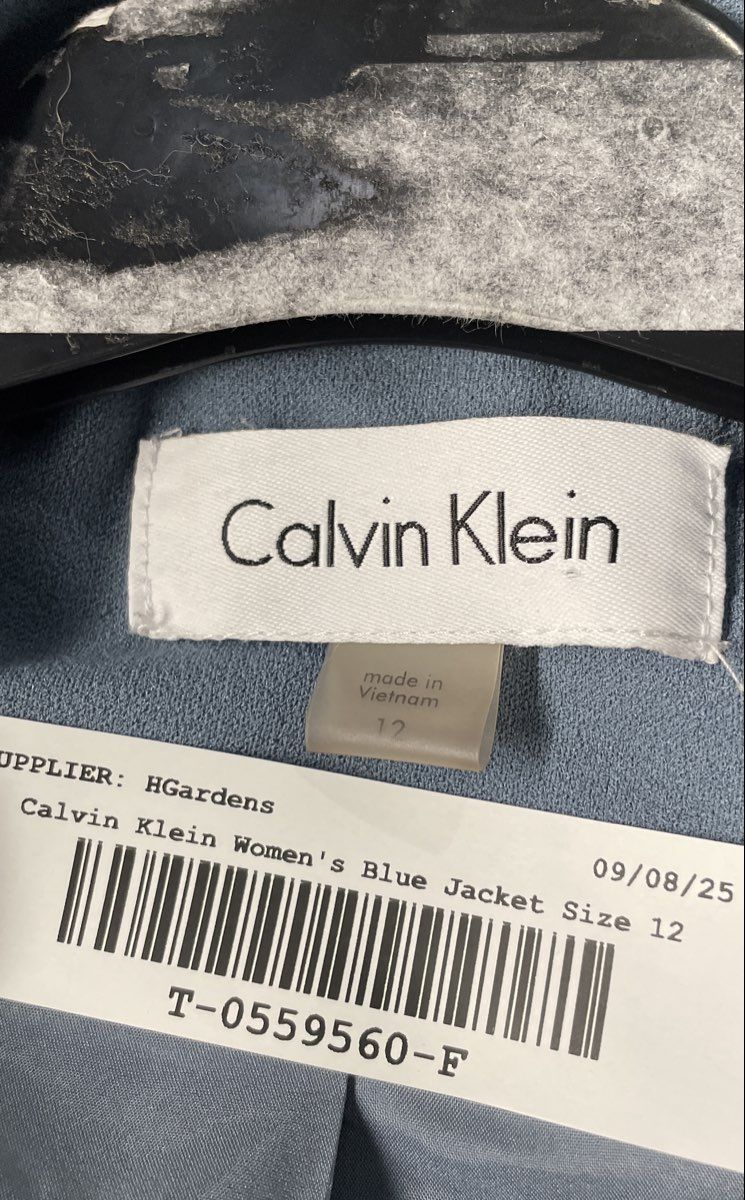 Calvin Klein
made in
Vietnam
12
UPPLIER: HGardens
09/08/25
Calvin Klein Women's Blue Jacket Size 12
T-0559560-F